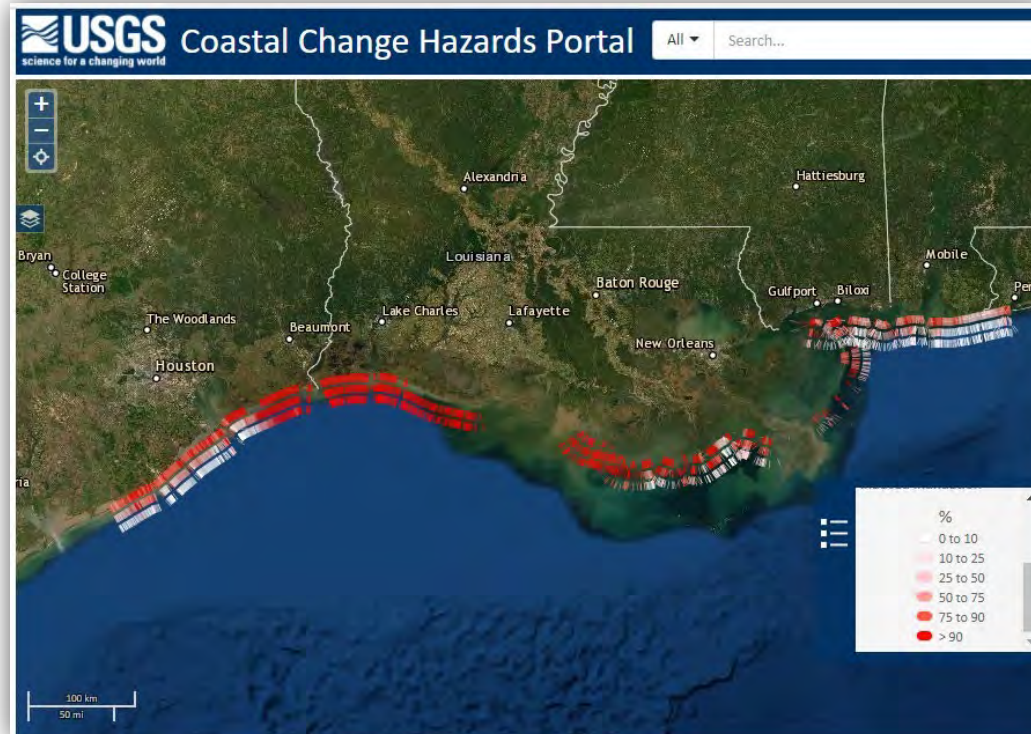 USGS
science for a changing world
Coastal Change Hazards Portal
All
Search...
+
−
Alexandria
Hattiesburg
Louisiana
Bryan
College
Station
Mobile
Baton Rouge
Gulfport
Biloxi
Per
The Woodlands
Lake Charles
Lafayette
Beaumont
New Orleans
Houston
ria
%
0 to 10
10 to 25
25 to 50
50 to 75
75 to 90
> 90
100 km
50 mi